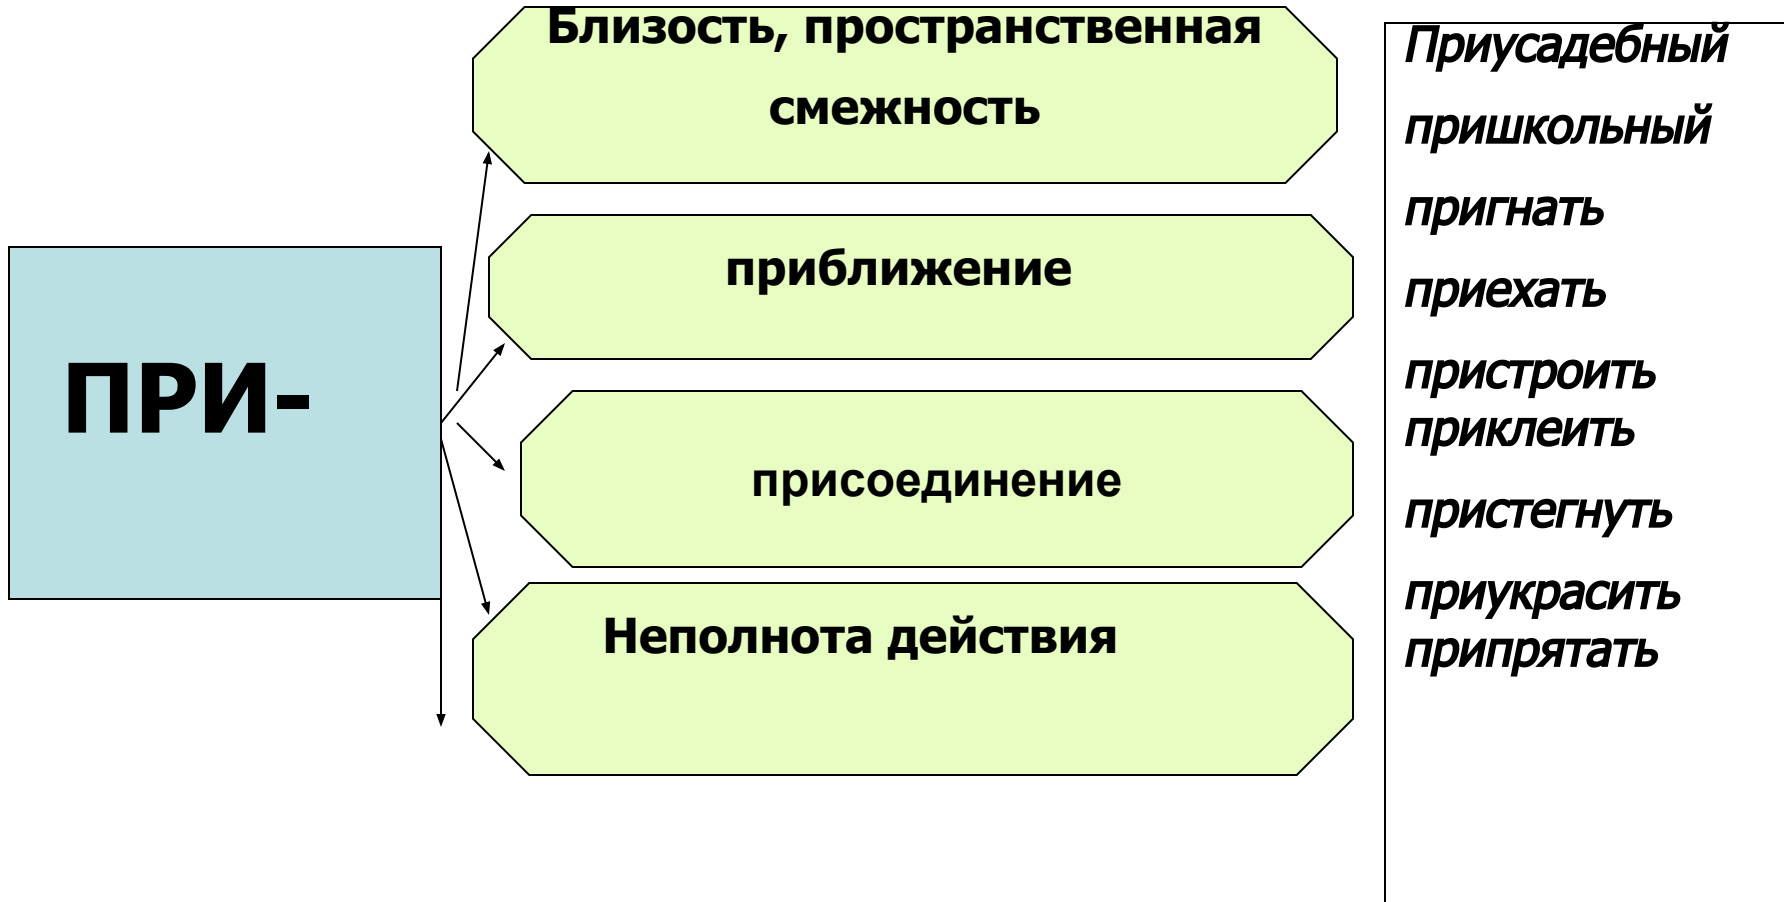 ПРИ-
Близость, пространственная
смежность
приближение
присоединение
Неполнота действия
Приусадебный
пришкольный
пригнать
приехать
пристроить
приклеить
пристегнуть
приукрасить
припрятать